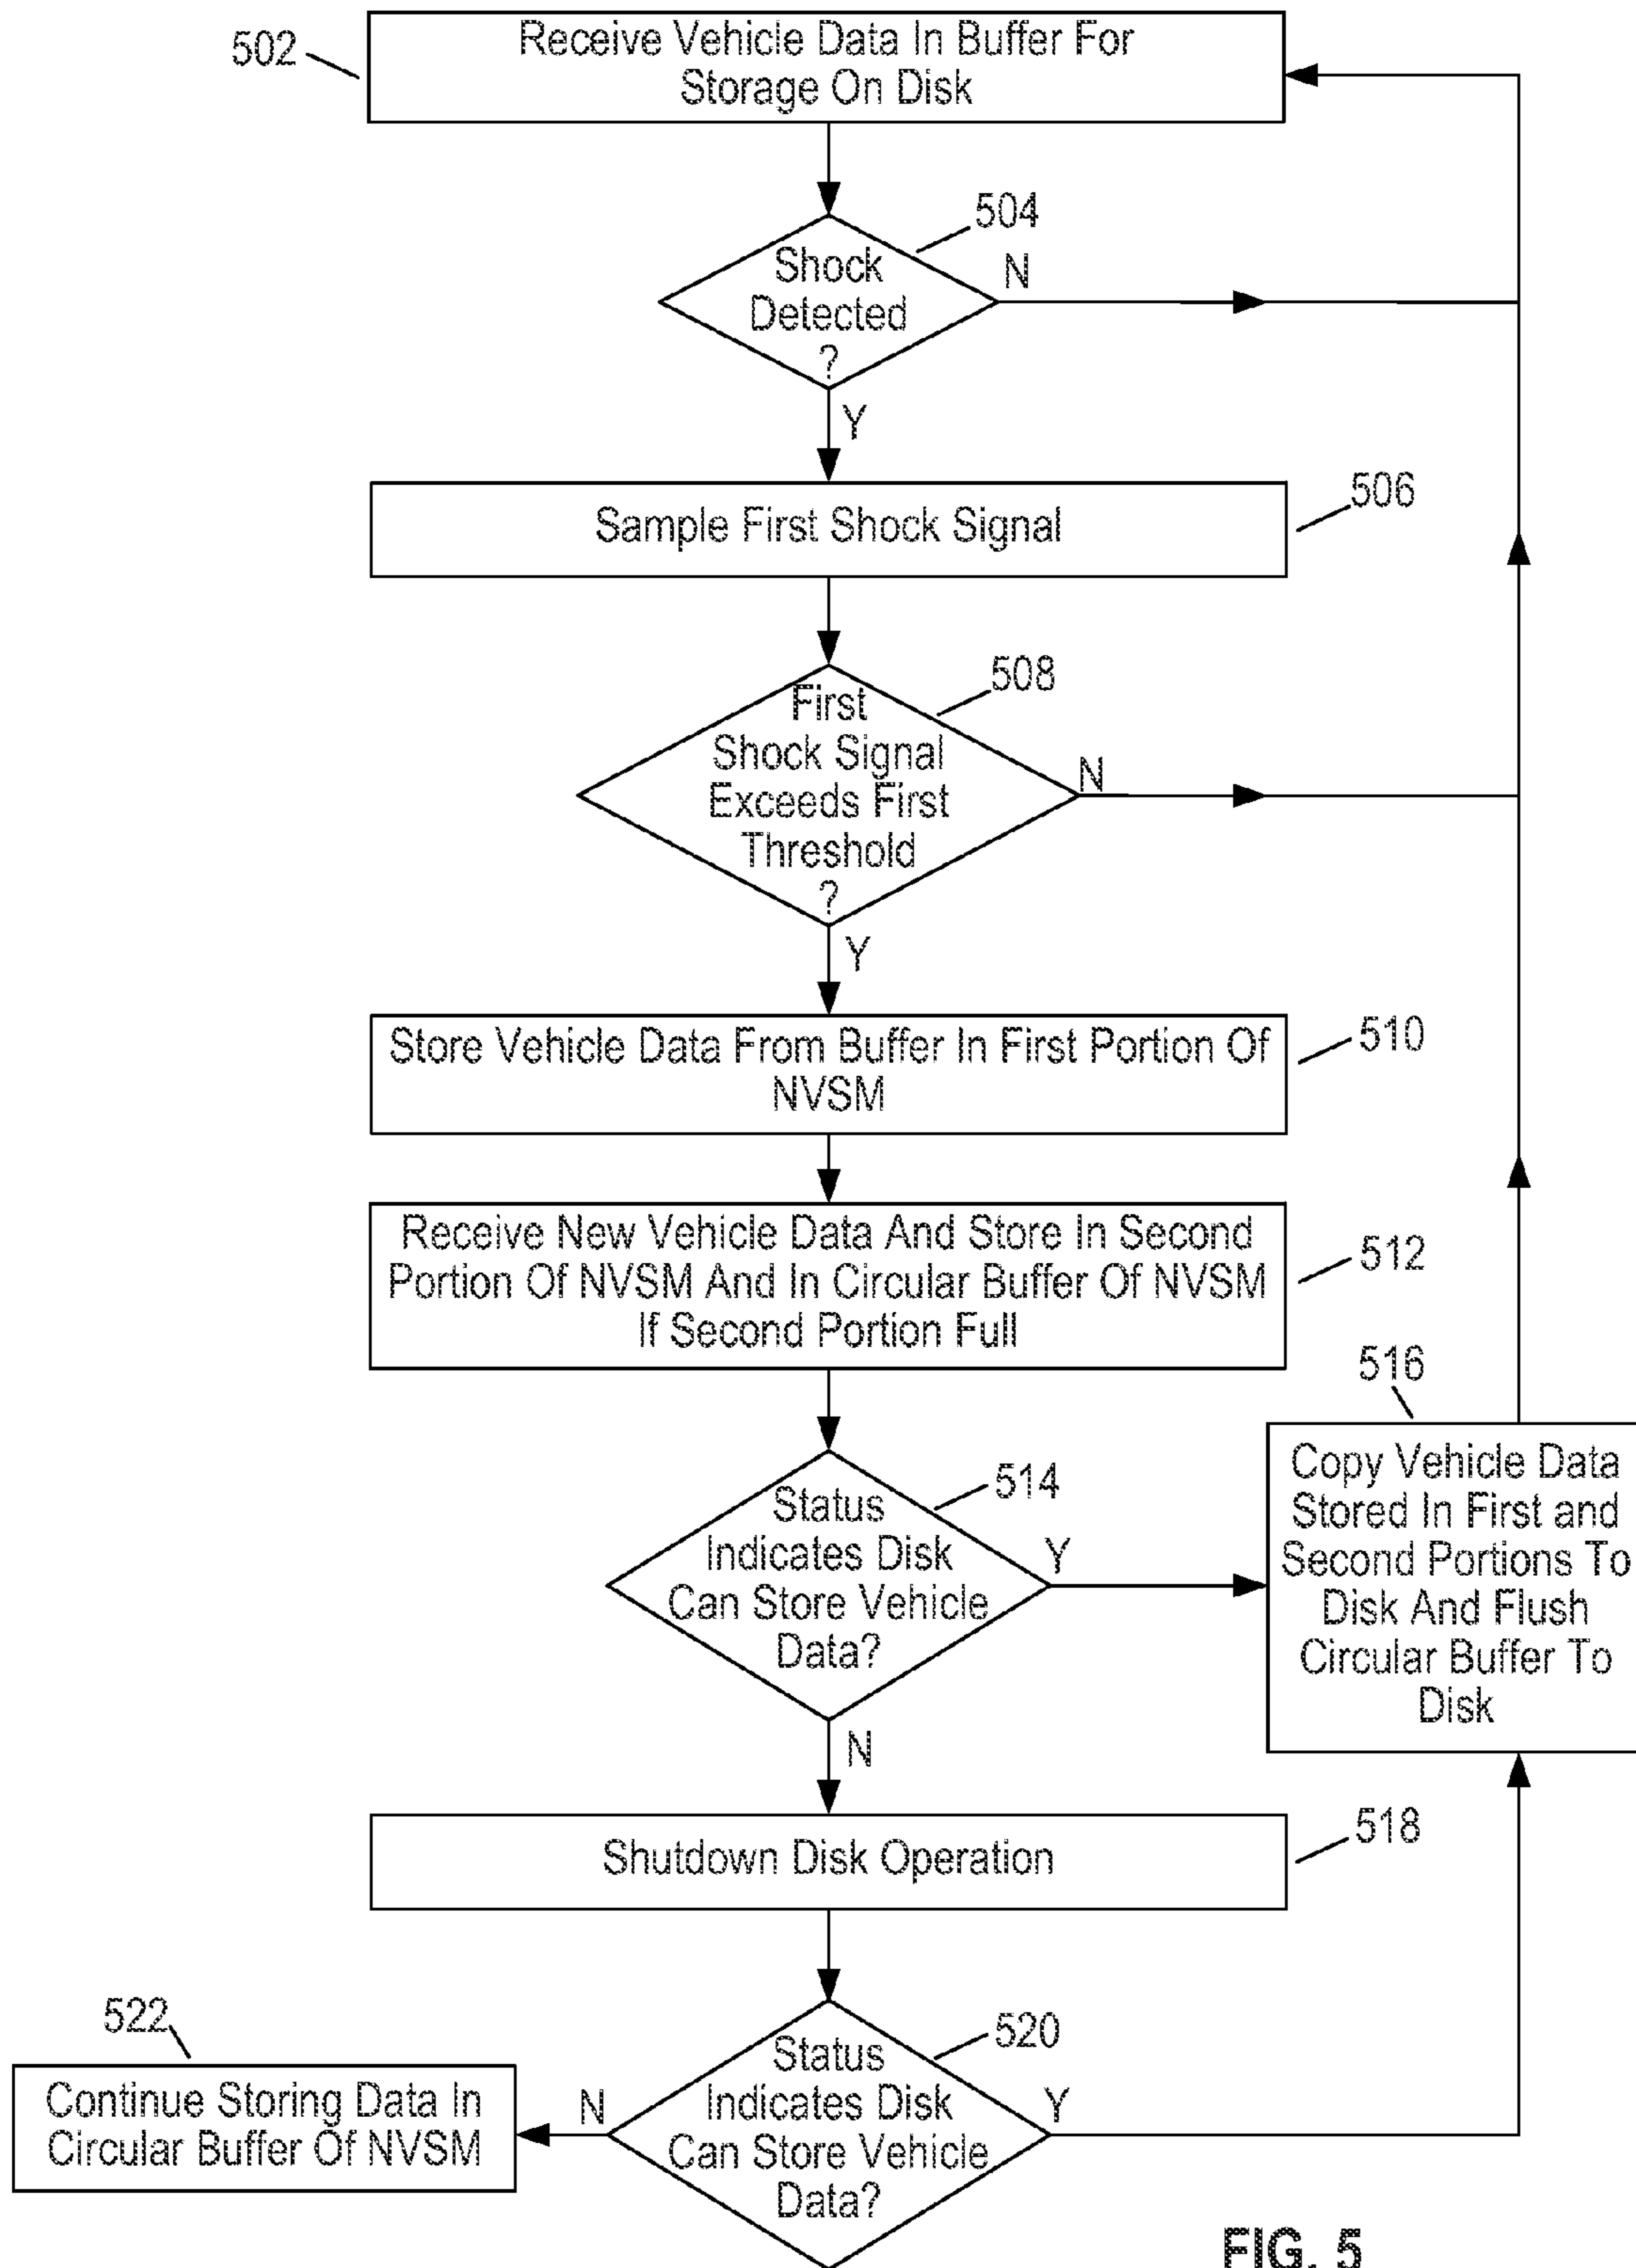 502
Receive Vehicle Data In Buffer For
Storage On Disk
504
Shock
Detected
?
N
Y
506
Sample First Shock Signal
508
First
Shock Signal
Exceeds First
Threshold
?
N
Y
510
Store Vehicle Data From Buffer In First Portion Of
NVSM
512
Receive New Vehicle Data And Store In Second
Portion Of NVSM And In Circular Buffer Of NVSM
If Second Portion Full
514
Status
Indicates Disk
Can Store Vehicle
Data?
Y
N
516
Copy Vehicle Data
Stored In First and
Second Portions To
Disk And Flush
Circular Buffer To
Disk
518
Shutdown Disk Operation
520
Status
Indicates Disk
Can Store Vehicle
Data?
N
Y
522
Continue Storing Data In
Circular Buffer Of NVSM
FIG. 5